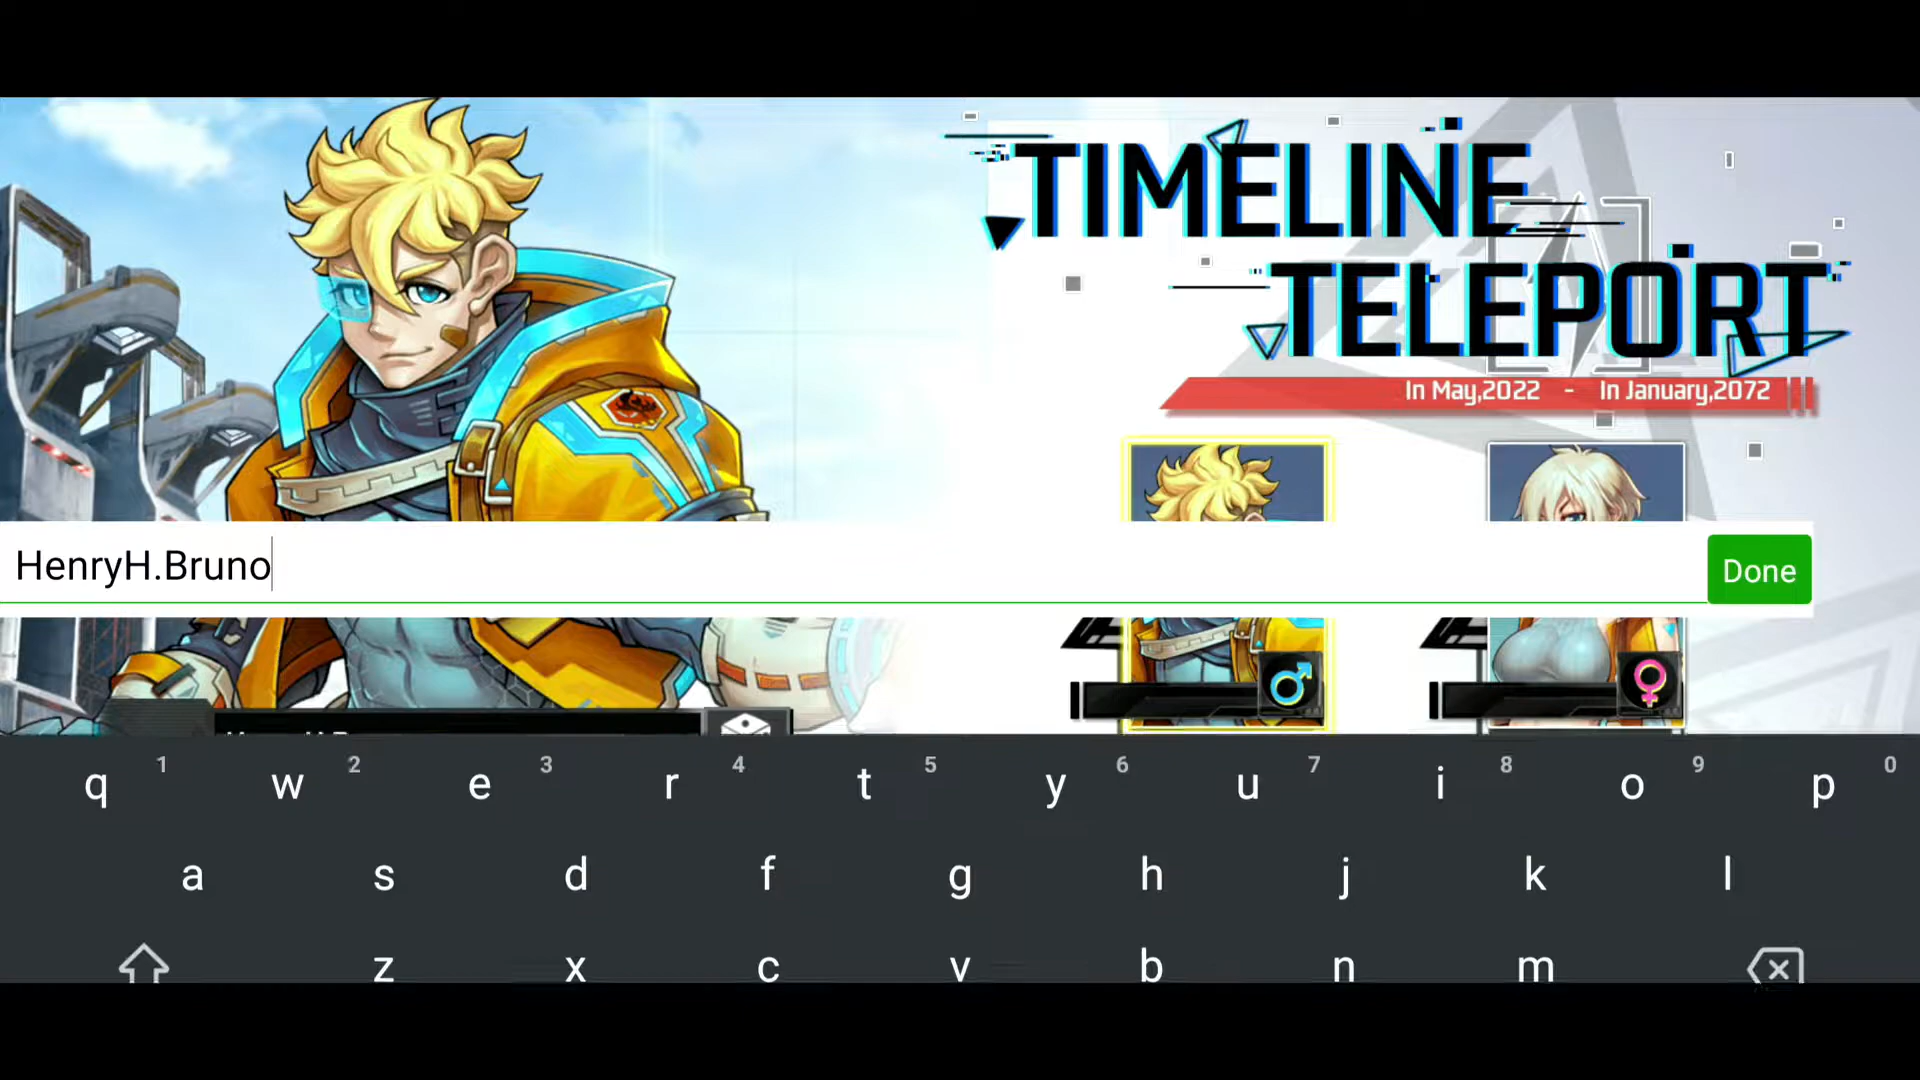 TIMELINE
TELEPORT
In May,2022 - In January,2072
HenryH.Bruno
Done
q 1 w 2 e 3 r 4 t 5 y 6 u 7 i 8 o 9 p 0
a s d f g h j k l
z x c v b n m